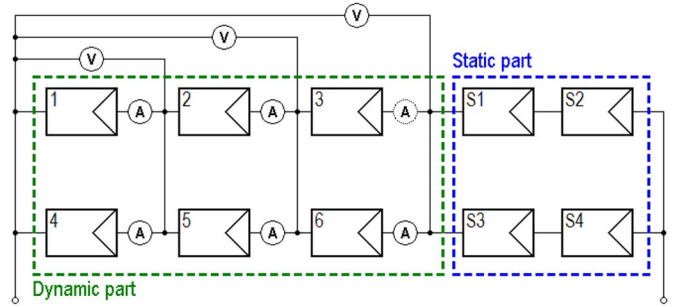 V
V
V
Static part
1 A 2 A 3 A S1 S2
4 A 5 A 6 A S3 S4
Dynamic part